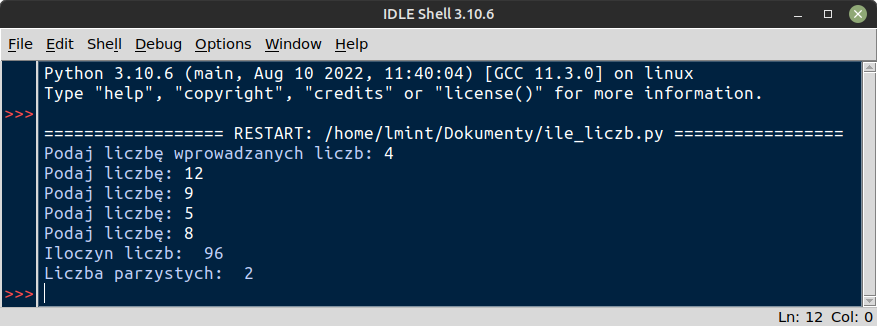 IDLE Shell 3.10.6
File Edit Shell Debug Options Window Help
Python 3.10.6 (main, Aug 10 2022, 11:40:04) [GCC 11.3.0] on linux
Type "help", "copyright", "credits" or "license()" for more information.
>>>
================== RESTART: /home/lmint/Dokumenty/ile_liczb.py =================
Podaj liczbę wprowadzanych liczb: 4
Podaj liczbę: 12
Podaj liczbę: 9
Podaj liczbę: 5
Podaj liczbę: 8
Iloczyn liczb:  96
Liczba parzystych:  2
>>>
Ln: 12 Col: 0